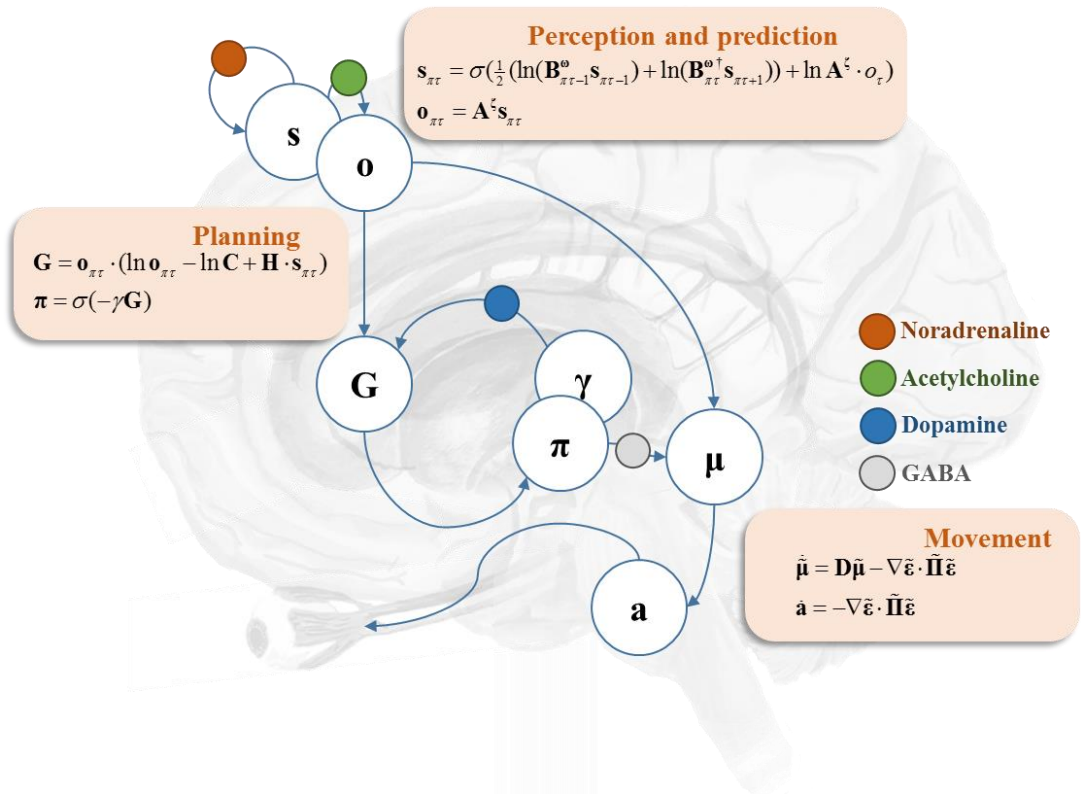 Perception and prediction
s_πτ = σ(½(ln(B^ω_πτ−1 s_πτ−1) + ln(B^ω†_πτ s_πτ+1)) + ln A^ξ · o_τ)
o_πτ = A^ξ s_πτ
s
o
Planning
G = o_πτ · (ln o_πτ − ln C + H · s_πτ)
π = σ(−γG)
Noradrenaline
Acetylcholine
Dopamine
GABA
G
γ
π
μ
Movement
μ̃̇ = Dμ̃ − ∇ε̃ · Π̃ε̃
ȧ = −∇ε̃ · Π̃ε̃
a